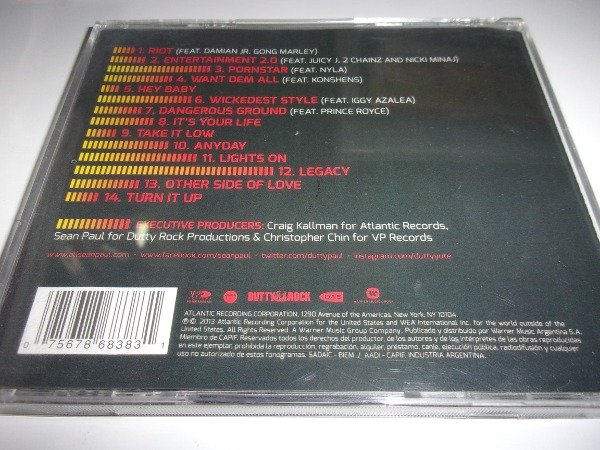 1. RIOT (FEAT. DAMIAN JR. GONG MARLEY)
2. ENTERTAINMENT 2.0 (FEAT. JUICY J, 2 CHAINZ AND NICKI MINAJ)
3. PORNSTAR (FEAT. NYLA)
4. WANT DEM ALL (FEAT. KONSHENS)
5. HEY BABY
6. WICKEDEST STYLE (FEAT. IGGY AZALEA)
7. DANGEROUS GROUND (FEAT. PRINCE ROYCE)
8. IT'S YOUR LIFE
9. TAKE IT LOW
10. ANYDAY
11. LIGHTS ON
12. LEGACY
13. OTHER SIDE OF LOVE
14. TURN IT UP
EXECUTIVE PRODUCERS: Craig Kallman for Atlantic Records,
Sean Paul for Dutty Rock Productions & Christopher Chin for VP Records
www.allseanpaul.com • www.facebook.com/seanpaul • twitter.com/duttypaul • instagram.com/duttypute
DUTTY ROCK
ATLANTIC RECORDING CORPORATION, 1290 Avenue of the Americas, New York, NY 10104.
℗ © 2013 Atlantic Recording Corporation for the United States and WEA International Inc. for the world outside of the
United States. All Rights Reserved. A Warner Music Group Company. Publicado y distribuido por Warner Music Argentina S.A.
Miembro de CAPIF. Reservados todos los derechos del productor, de los autores y de los intérpretes de las obras reproducidas
en este ejemplar, prohibida la reproducción, regrabación, alquiler, préstamo, canje, ejecución pública, radiodifusión y cualquier
uso no autorizado de estos fonogramas. SADAIC - BIEM / AADI - CAPIF. INDUSTRIA ARGENTINA.
0 75678 68383 1